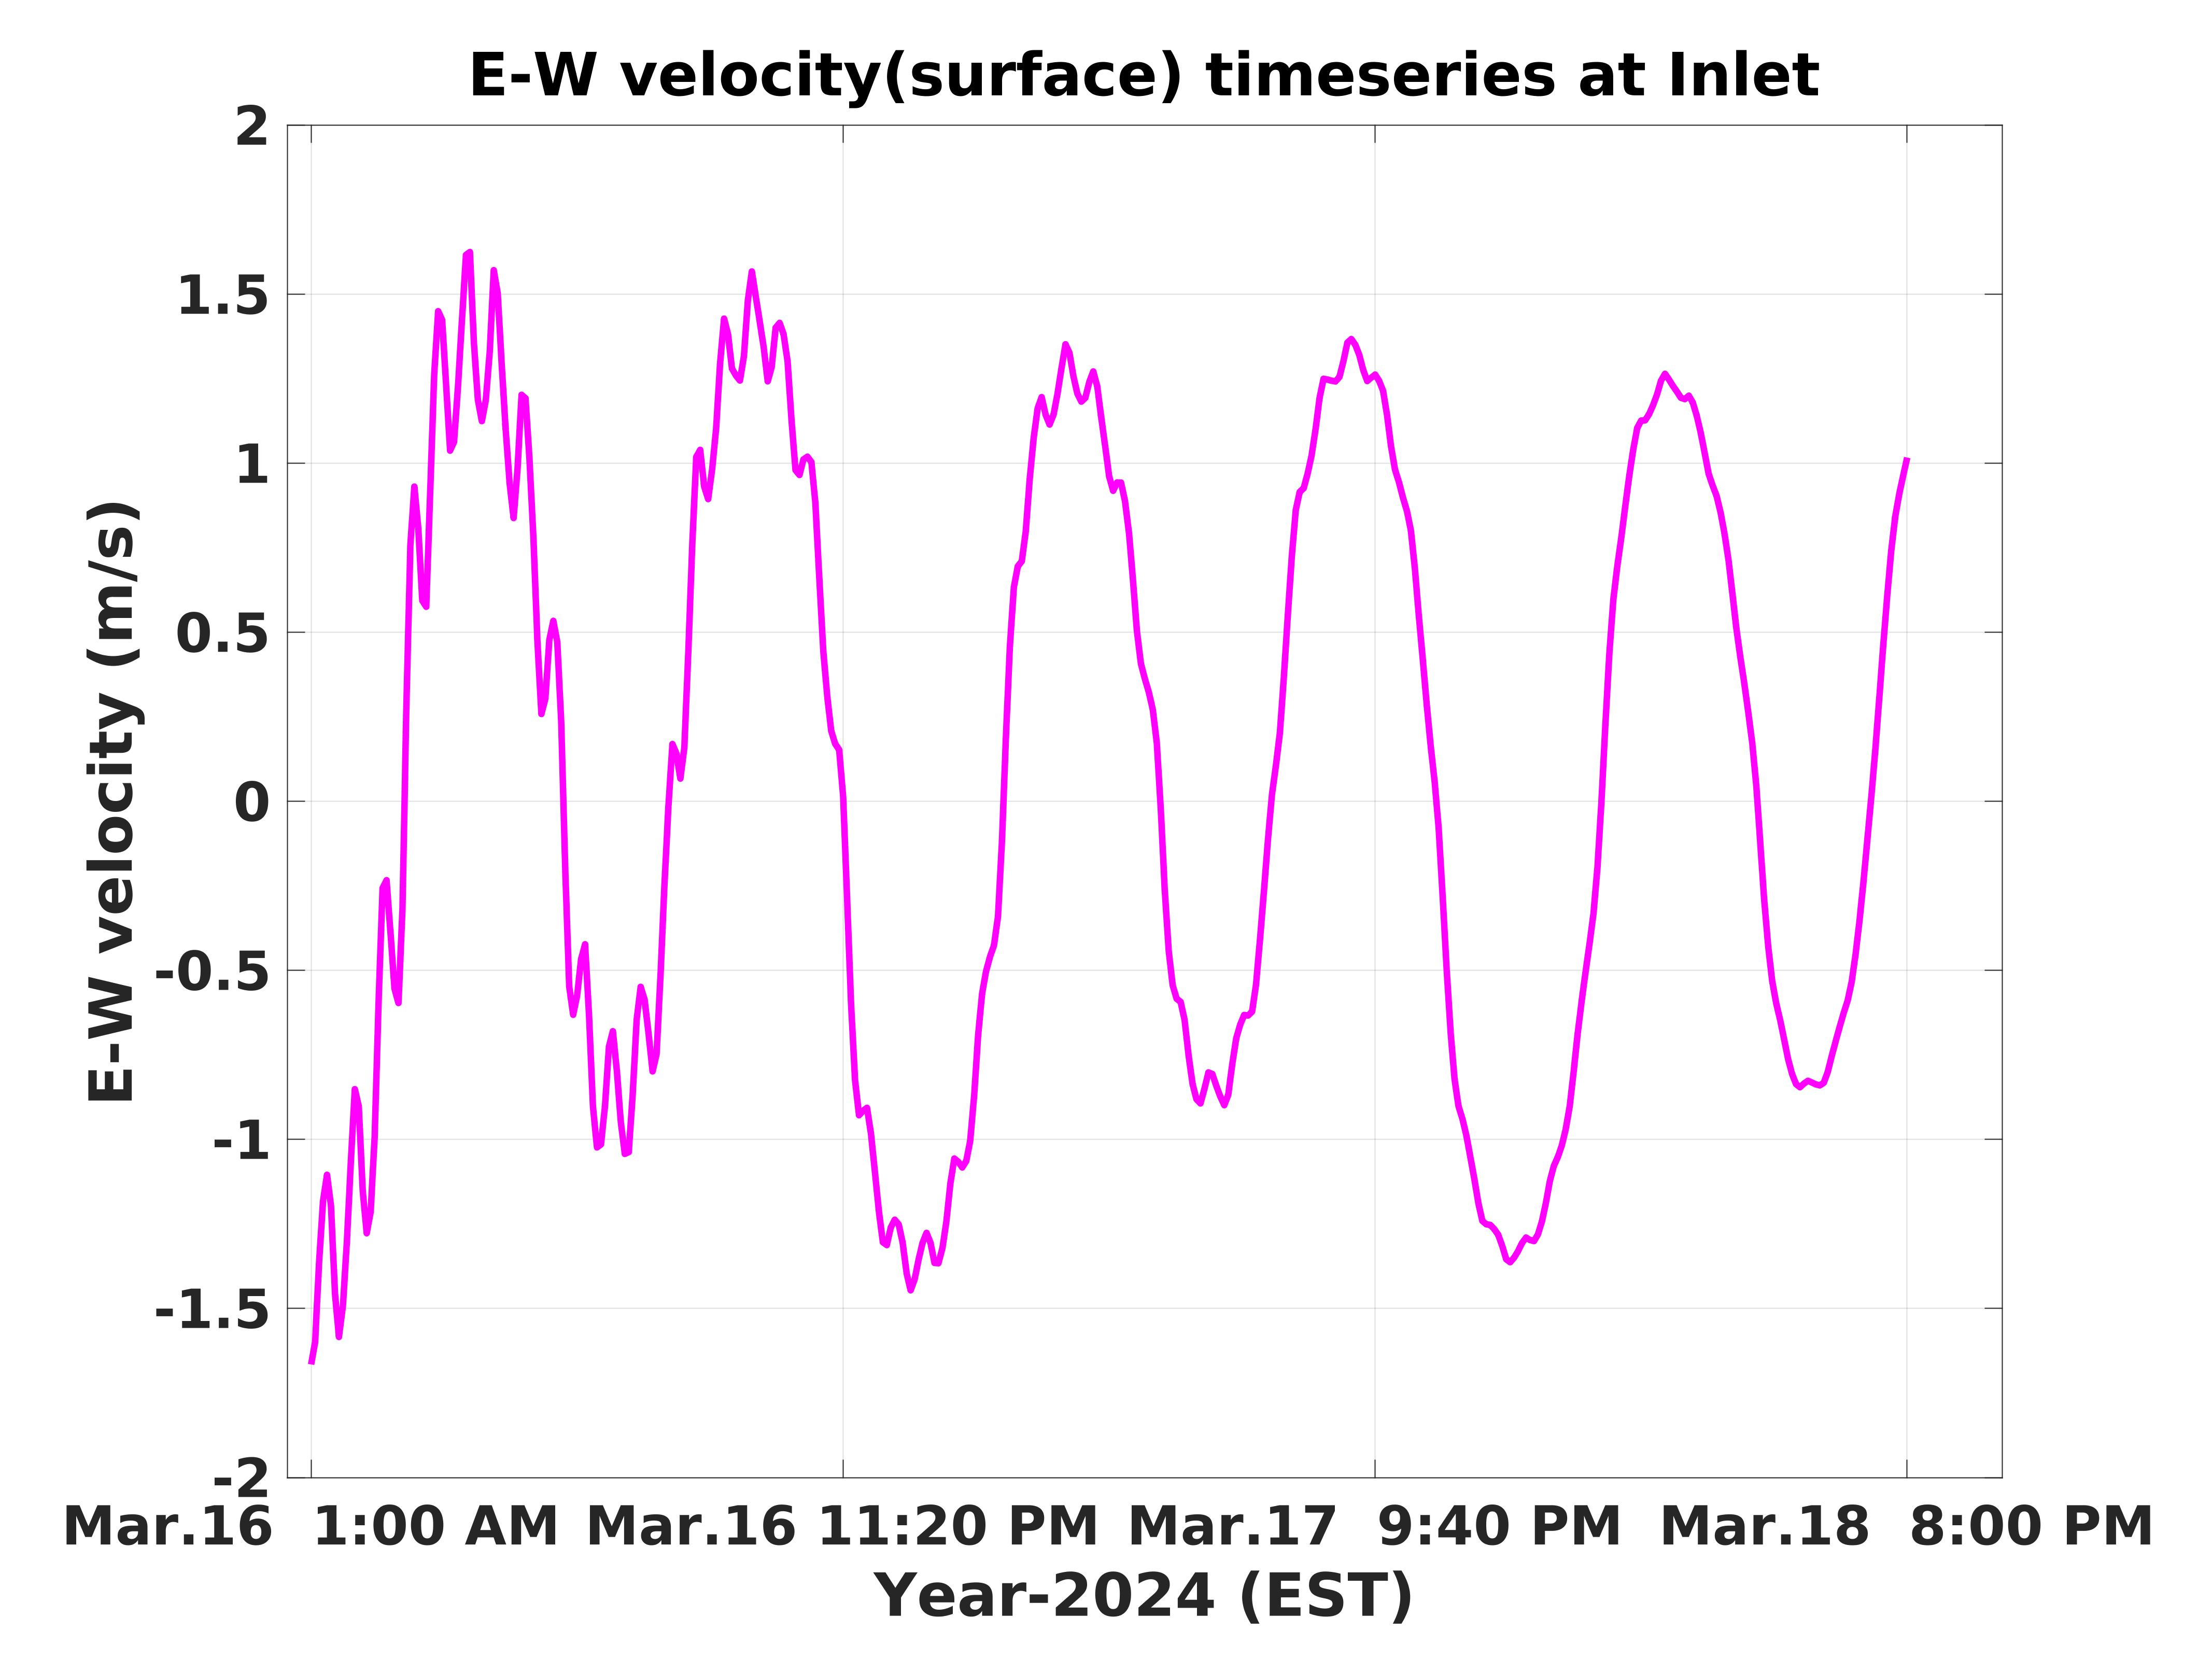 E-W velocity(surface) timeseries at Inlet
E-W velocity (m/s)
2
1.5
1
0.5
0
-0.5
-1
-1.5
-2
Mar.16 1:00 AM Mar.16 11:20 PM Mar.17 9:40 PM Mar.18 8:00 PM
Year-2024 (EST)